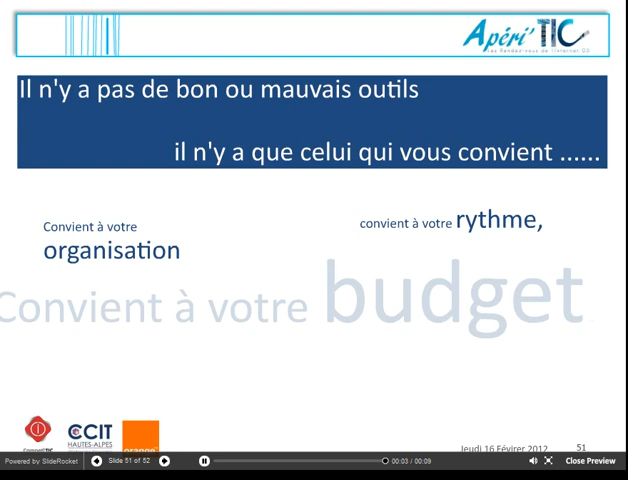 Apéri'TIC
Les Rendez-vous de l'Internet 05
Il n'y a pas de bon ou mauvais outils
il n'y a que celui qui vous convient ......
Convient à votre
organisation
convient à votre rythme,
Convient à votre budget
CCIT
HAUTES-ALPES
orange
Jeudi 16 Février 2012
51
Powered by SlideRocket
Slide 51 of 52
00:03 / 00:09
Close Preview